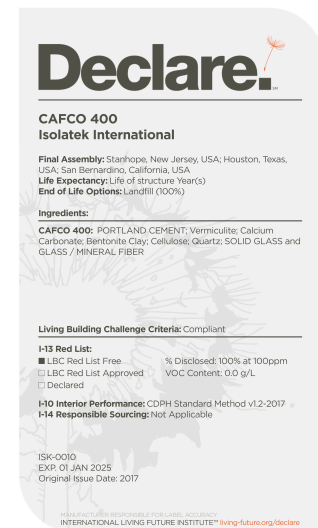 Declare.
SM
CAFCO 400
Isolatek International
Final Assembly: Stanhope, New Jersey, USA; Houston, Texas,
USA; San Bernardino, California, USA
Life Expectancy: Life of structure Year(s)
End of Life Options: Landfill (100%)
Ingredients:
CAFCO 400: PORTLAND CEMENT; Vermiculite; Calcium
Carbonate; Bentonite Clay; Cellulose; Quartz; SOLID GLASS and
GLASS / MINERAL FIBER
Living Building Challenge Criteria: Compliant
I-13 Red List:
■ LBC Red List Free % Disclosed: 100% at 100ppm
□ LBC Red List Approved VOC Content: 0.0 g/L
□ Declared
I-10 Interior Performance: CDPH Standard Method v1.2-2017
I-14 Responsible Sourcing: Not Applicable
ISK-0010
EXP. 01 JAN 2025
Original Issue Date: 2017
MANUFACTURER RESPONSIBLE FOR LABEL ACCURACY
INTERNATIONAL LIVING FUTURE INSTITUTE™ living-future.org/declare